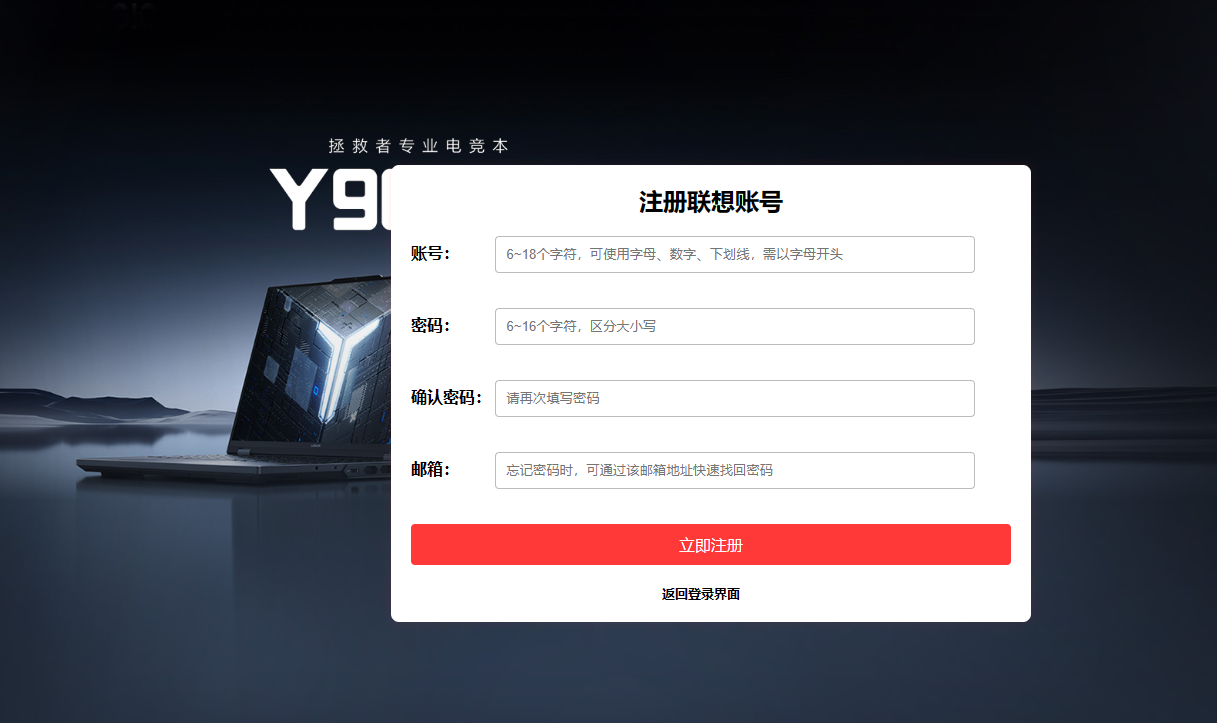 拯救者专业电竞本
Y9
注册联想账号
账号：
6~18个字符，可使用字母、数字、下划线，需以字母开头
密码：
6~16个字符，区分大小写
确认密码：
请再次填写密码
邮箱：
忘记密码时，可通过该邮箱地址快速找回密码
立即注册
返回登录界面